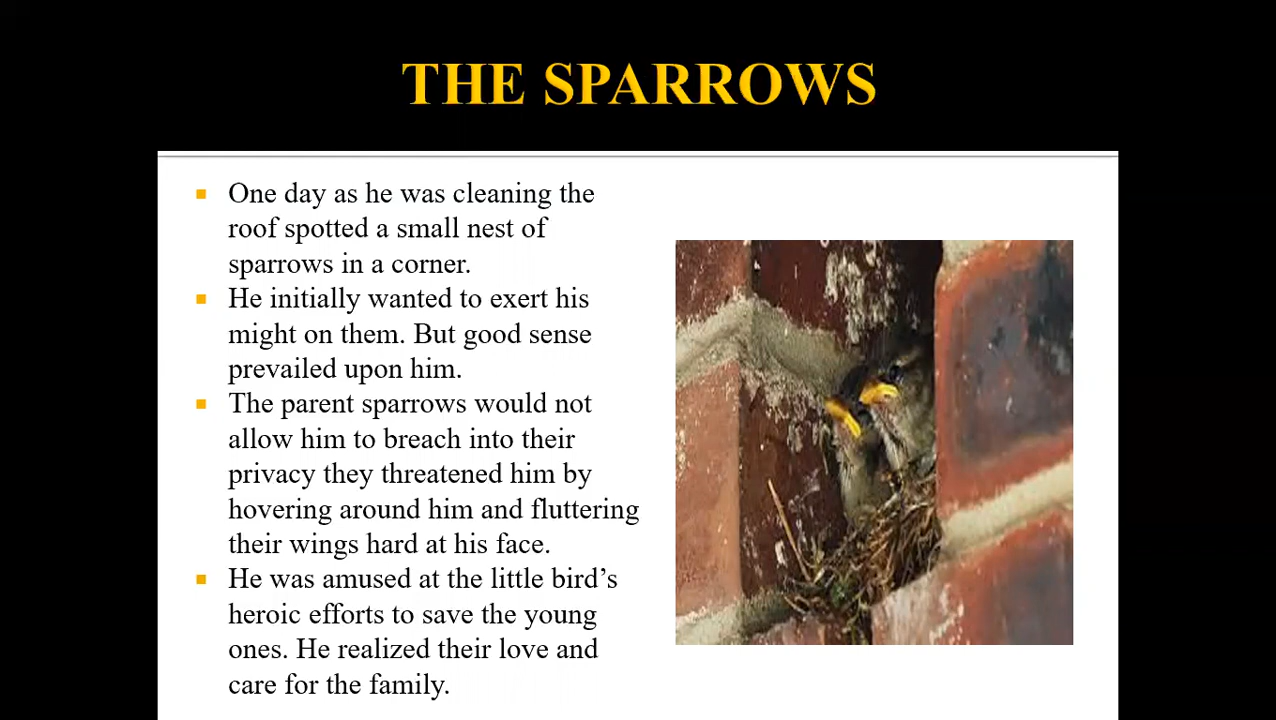 THE SPARROWS
One day as he was cleaning the
roof spotted a small nest of
sparrows in a corner.
He initially wanted to exert his
might on them. But good sense
prevailed upon him.
The parent sparrows would not
allow him to breach into their
privacy they threatened him by
hovering around him and fluttering
their wings hard at his face.
He was amused at the little bird’s
heroic efforts to save the young
ones. He realized their love and
care for the family.